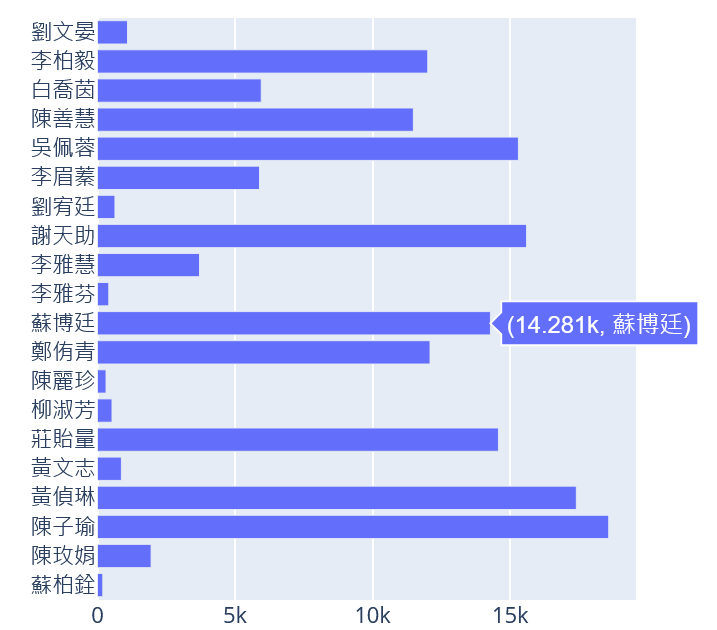 劉文晏
李柏毅
白喬茵
陳善慧
吳佩蓉
李眉蓁
劉宥廷
謝天助
李雅慧
李雅芬
蘇博廷
(14.281k, 蘇博廷)
鄭侑青
陳麗珍
柳淑芳
莊貽量
黃文志
黃偵琳
陳子瑜
陳玫娟
蘇柏銓
0 5k 10k 15k